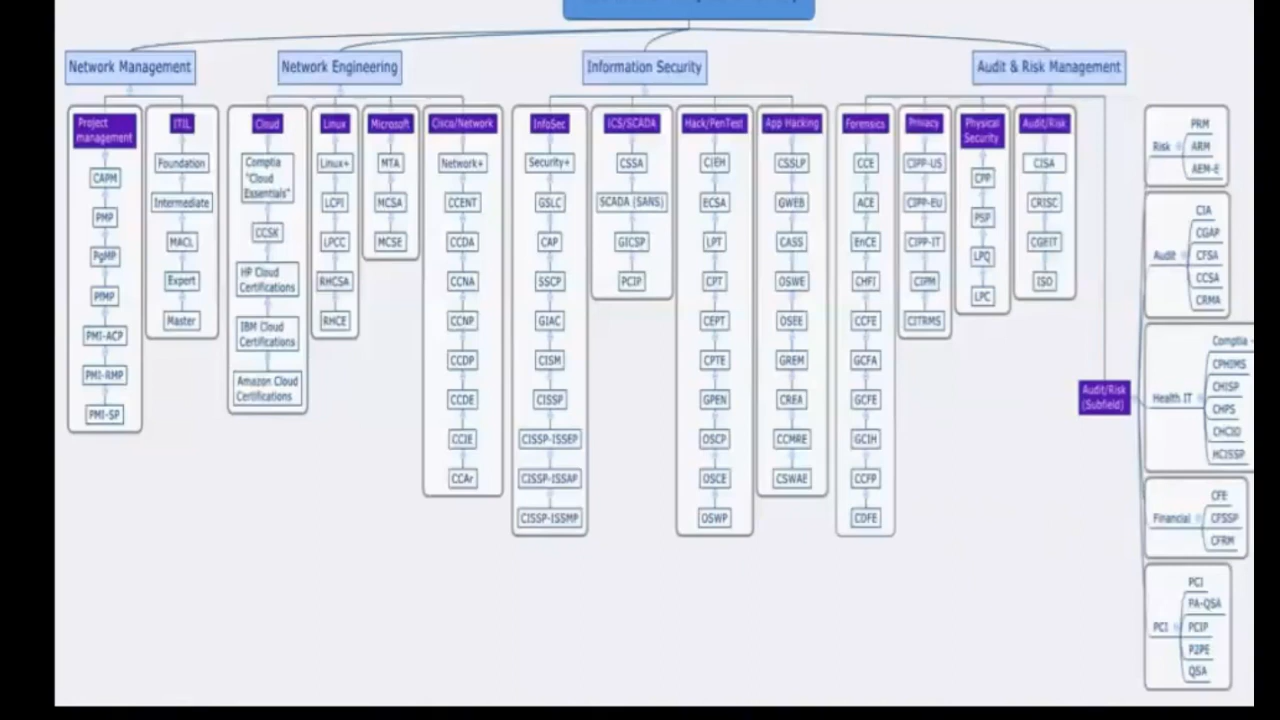 Network Management
Network Engineering
Information Security
Audit & Risk Management
Project
management
CAPM
PMP
PgMP
PfMP
PMI-ACP
PMI-RMP
PMI-SP
ITIL
Foundation
Intermediate
MACL
Expert
Master
Cloud
Comptia
"Cloud
Essentials"
CCSK
HP Cloud
Certifications
IBM Cloud
Certifications
Amazon Cloud
Certifications
Linux
Linux+
LCPI
LPCC
RHCSA
RHCE
Microsoft
MTA
MCSA
MCSE
Cisco/Network
Network+
CCENT
CCDA
CCNA
CCNP
CCDP
CCDE
CCIE
CCAr
InfoSec
Security+
GSLC
CAP
SSCP
GIAC
CISM
CISSP
CISSP-ISSEP
CISSP-ISSAP
CISSP-ISSMP
ICS/SCADA
CSSA
SCADA (SANS)
GICSP
PCIP
Hack/PenTest
CIEH
ECSA
LPT
CPT
CEPT
CPTE
GPEN
OSCP
OSCE
OSWP
App Hacking
CSSLP
GWEB
CASS
OSWE
OSEE
GREM
CREA
CCMRE
CSWAE
Forensics
CCE
ACE
EnCE
CHFI
CCFE
GCFA
GCFE
GCIH
CCFP
CDFE
Privacy
CIPP-US
CIPP-EU
CIPP-IT
CIPM
CITRMS
Physical
Security
CPP
PSP
LPQ
LPC
Audit/Risk
CISA
CRISC
CGEIT
ISO
Audit/Risk
(Subfield)
Risk
PRM
ARM
AEM-E
Audit
CIA
CGAP
CFSA
CCSA
CRMA
Health IT
Comptia
CPHIMS
CHISP
CHPS
CHCIO
HCISSP
Financial
CFE
CFSSP
CFRM
PCI
PCI
PA-QSA
PCIP
P2PE
QSA